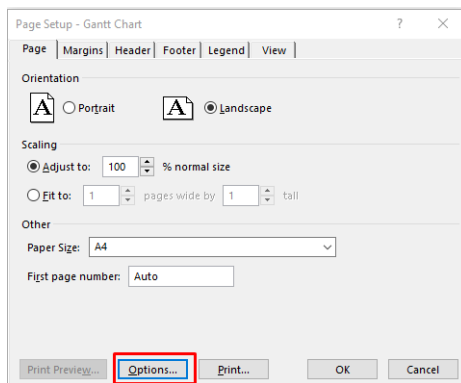 Page Setup - Gantt Chart ? ×
Page Margins Header Footer Legend View
Orientation
A Portrait A Landscape
Scaling
Adjust to: 100 % normal size
Fit to: 1 pages wide by 1 tall
Other
Paper Size: A4
First page number: Auto
Print Preview... Options... Print... OK Cancel